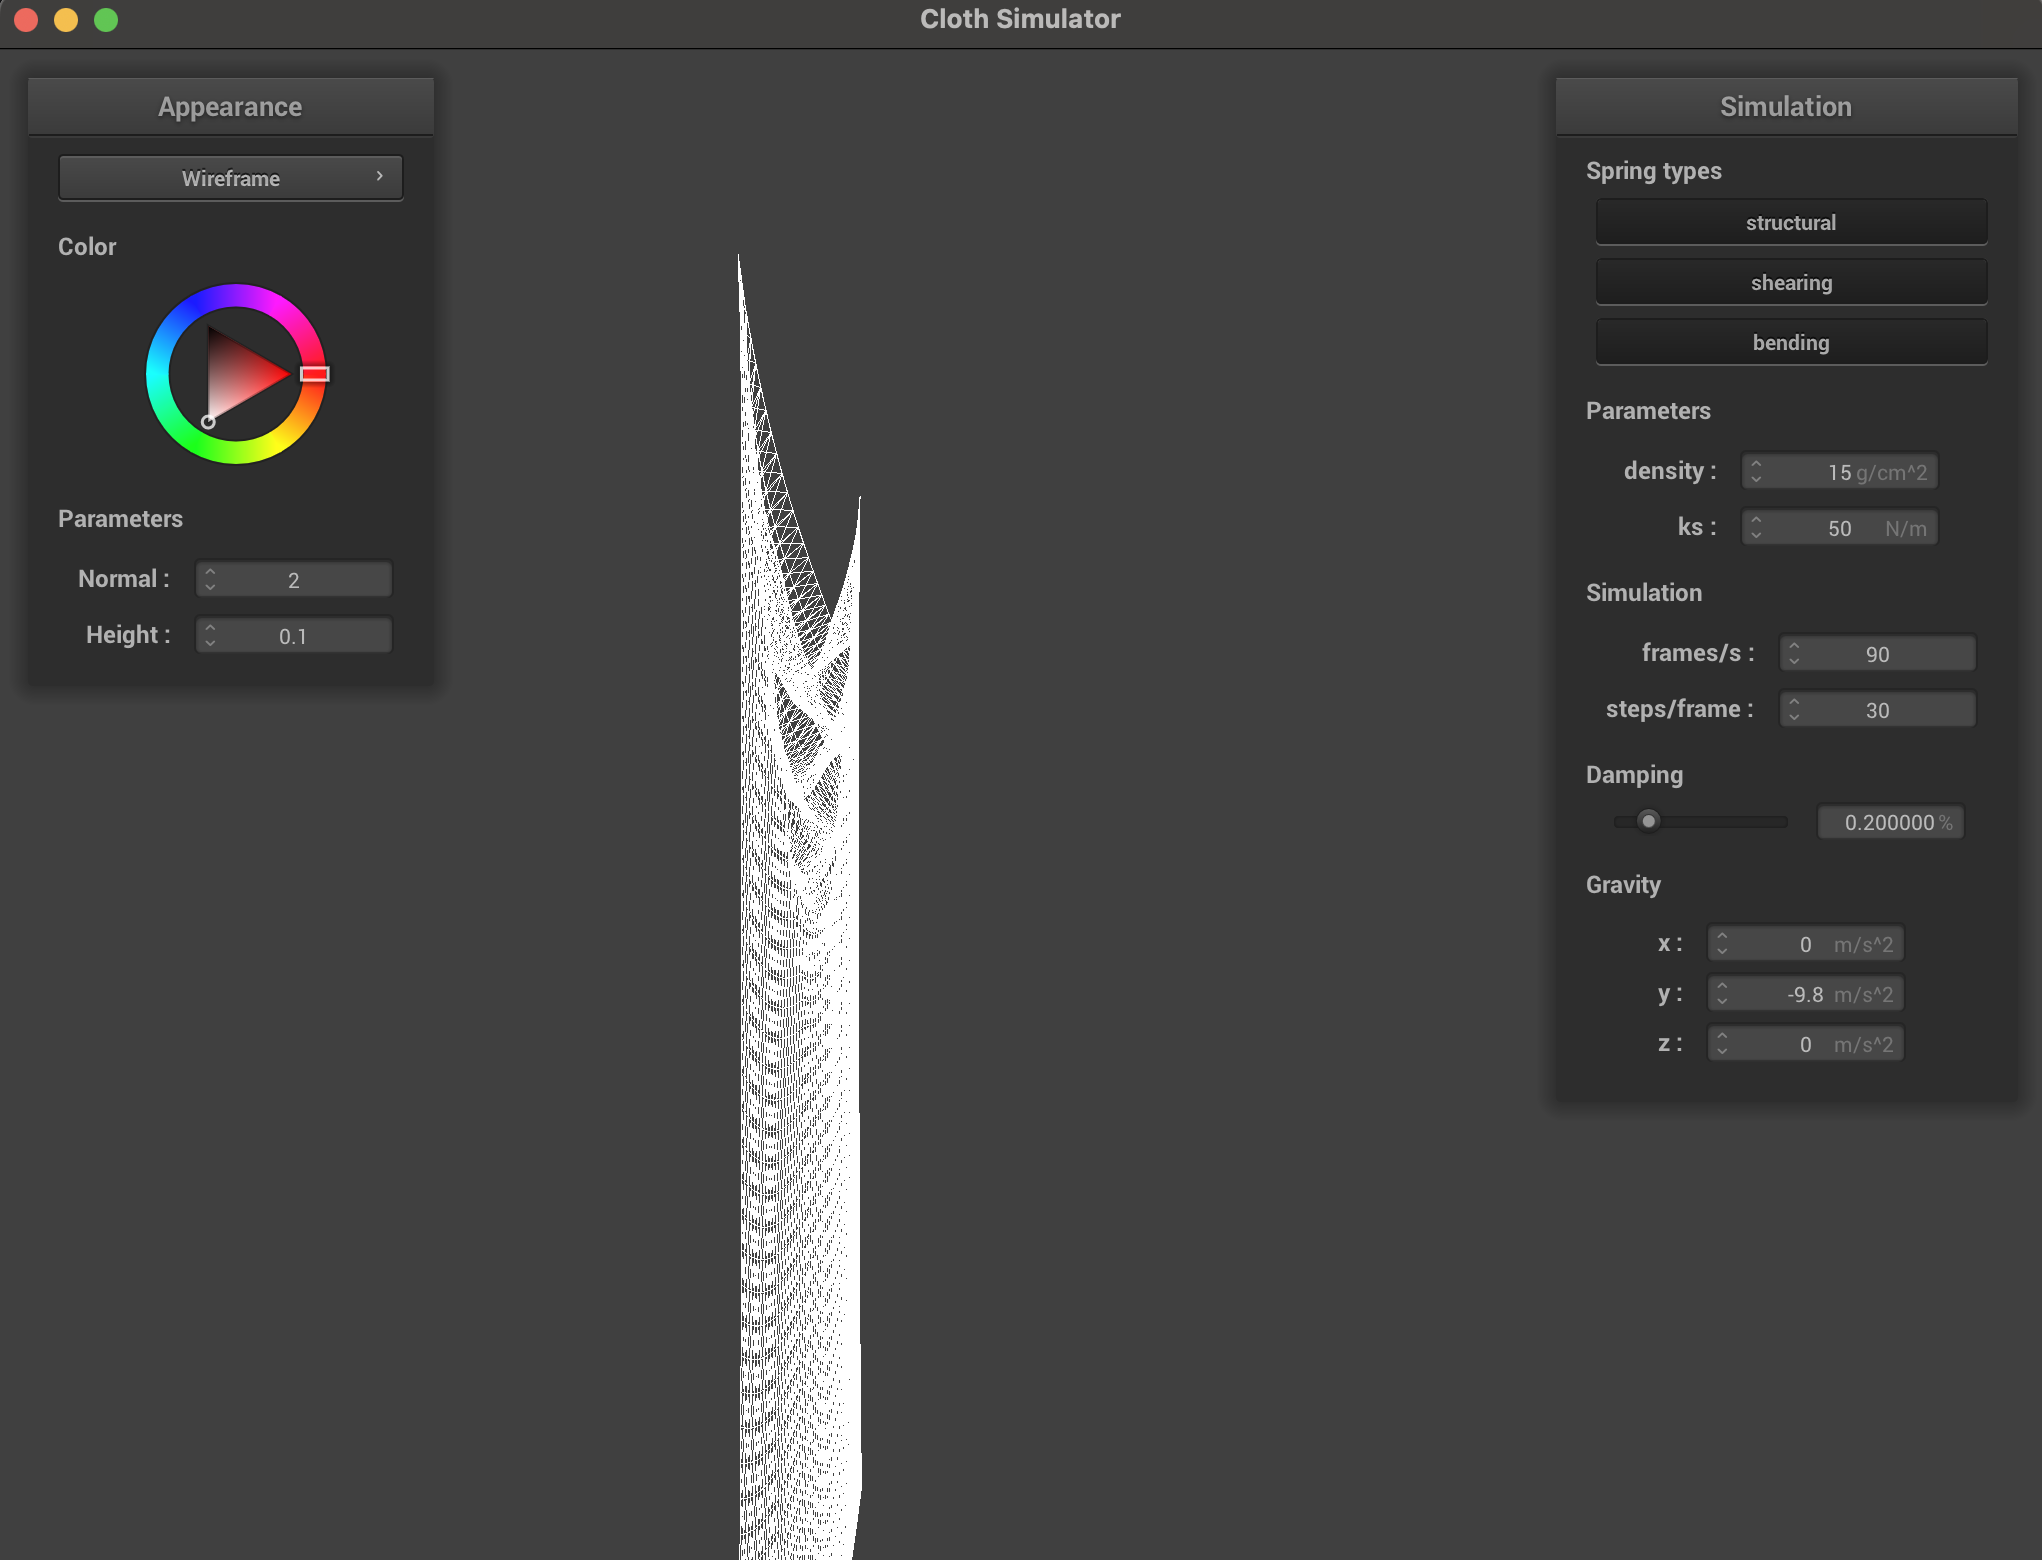 Cloth Simulator
Appearance
Wireframe
Color
Parameters
Normal : 2
Height : 0.1
Simulation
Spring types
structural
shearing
bending
Parameters
density : 15 g/cm^2
ks : 50 N/m
Simulation
frames/s : 90
steps/frame : 30
Damping
0.200000 %
Gravity
x : 0 m/s^2
y : -9.8 m/s^2
z : 0 m/s^2